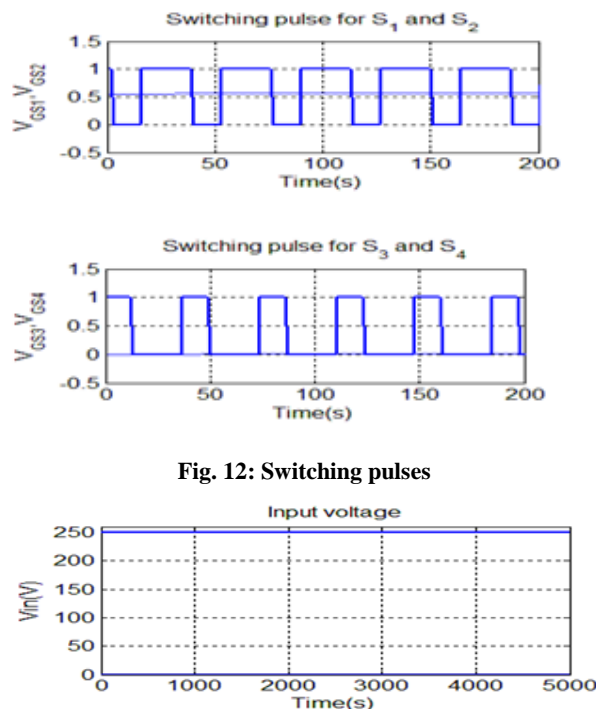 Switching pulse for S1 and S2
1.5
1
0.5
0
-0.5
VGS1, VGS2
0 50 100 150 200
Time(s)
Switching pulse for S3 and S4
1.5
1
0.5
0
-0.5
VGS3, VGS4
0 50 100 150 200
Time(s)
Fig. 12: Switching pulses
Input voltage
250
200
150
100
50
0
Vin(V)
0 1000 2000 3000 4000 5000
Time(s)